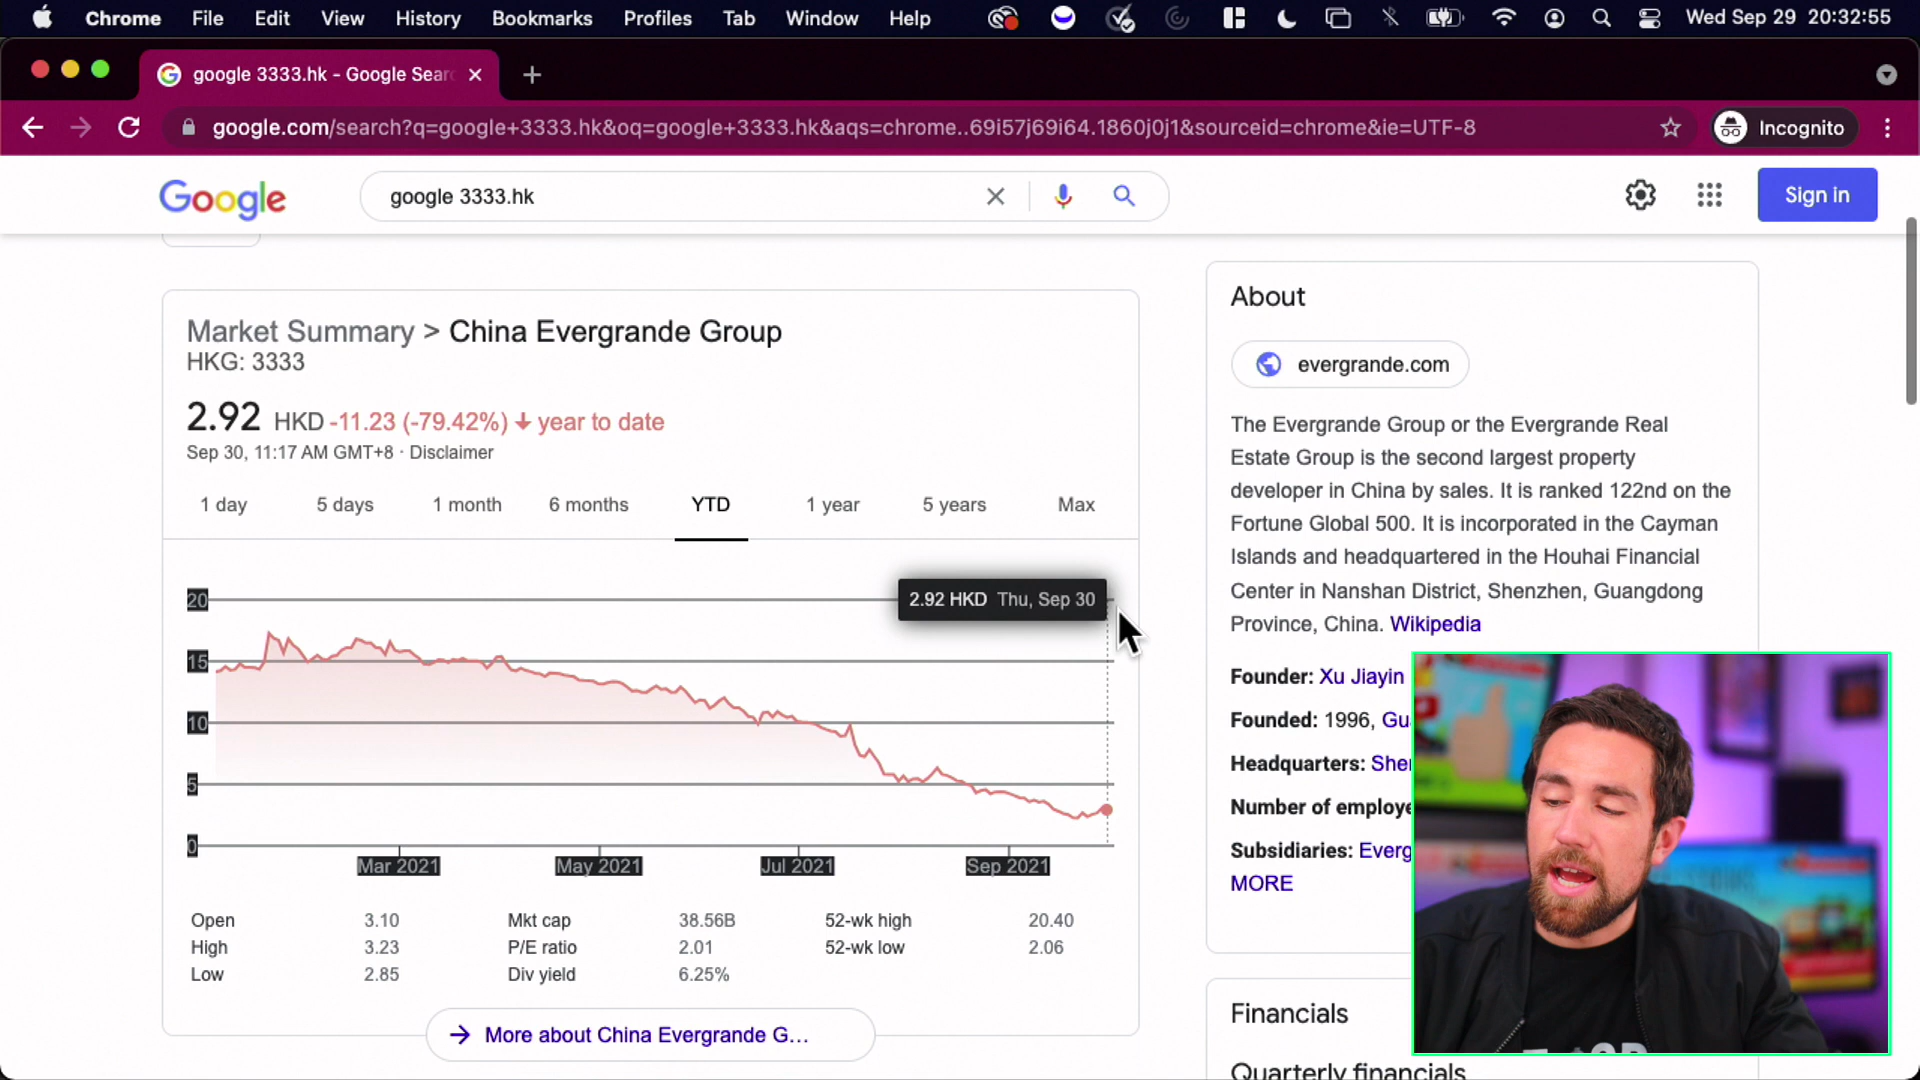 Chrome File Edit View History Bookmarks Profiles Tab Window Help Wed Sep 29 20:32:55
google 3333.hk - Google Sear
google.com/search?q=google+3333.hk&oq=google+3333.hk&aqs=chrome..69i57j69i64.1860j0j1&sourceid=chrome&ie=UTF-8 Incognito
Google google 3333.hk Sign in
Market Summary > China Evergrande Group
HKG: 3333
2.92 HKD -11.23 (-79.42%) year to date
Sep 30, 11:17 AM GMT+8 · Disclaimer
1 day 5 days 1 month 6 months YTD 1 year 5 years Max
2.92 HKD Thu, Sep 30
20
15
10
5
0
Mar 2021 May 2021 Jul 2021 Sep 2021
Open 3.10 Mkt cap 38.56B 52-wk high 20.40
High 3.23 P/E ratio 2.01 52-wk low 2.06
Low 2.85 Div yield 6.25%
More about China Evergrande G...
About
evergrande.com
The Evergrande Group or the Evergrande Real
Estate Group is the second largest property
developer in China by sales. It is ranked 122nd on the
Fortune Global 500. It is incorporated in the Cayman
Islands and headquartered in the Houhai Financial
Center in Nanshan District, Shenzhen, Guangdong
Province, China. Wikipedia
Founder: Xu Jiayin
Founded: 1996, Gu
Headquarters: Shen
Number of employe
Subsidiaries: Everg
MORE
Financials
Quarterly financials